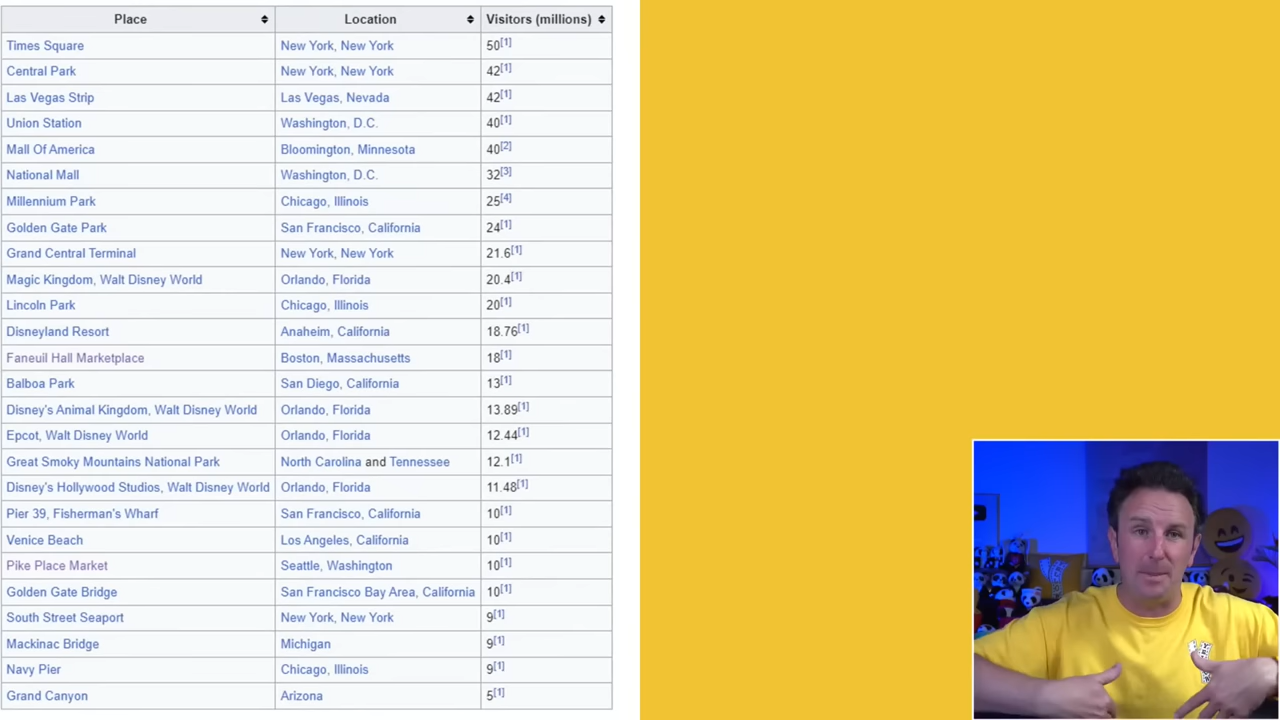 Place Location Visitors (millions)
Times Square New York, New York 50[1]
Central Park New York, New York 42[1]
Las Vegas Strip Las Vegas, Nevada 42[1]
Union Station Washington, D.C. 40[1]
Mall Of America Bloomington, Minnesota 40[2]
National Mall Washington, D.C. 32[3]
Millennium Park Chicago, Illinois 25[4]
Golden Gate Park San Francisco, California 24[1]
Grand Central Terminal New York, New York 21.6[1]
Magic Kingdom, Walt Disney World Orlando, Florida 20.4[1]
Lincoln Park Chicago, Illinois 20[1]
Disneyland Resort Anaheim, California 18.76[1]
Faneuil Hall Marketplace Boston, Massachusetts 18[1]
Balboa Park San Diego, California 13[1]
Disney's Animal Kingdom, Walt Disney World Orlando, Florida 13.89[1]
Epcot, Walt Disney World Orlando, Florida 12.44[1]
Great Smoky Mountains National Park North Carolina and Tennessee 12.1[1]
Disney's Hollywood Studios, Walt Disney World Orlando, Florida 11.48[1]
Pier 39, Fisherman's Wharf San Francisco, California 10[1]
Venice Beach Los Angeles, California 10[1]
Pike Place Market Seattle, Washington 10[1]
Golden Gate Bridge San Francisco Bay Area, California 10[1]
South Street Seaport New York, New York 9[1]
Mackinac Bridge Michigan 9[1]
Navy Pier Chicago, Illinois 9[1]
Grand Canyon Arizona 5[1]